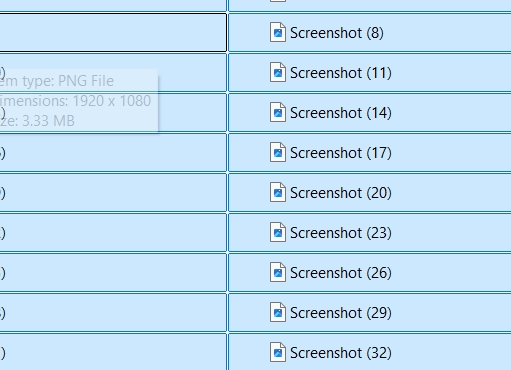 Screenshot (8)
Screenshot (11)
em type: PNG File
imensions: 1920 x 1080
ze: 3.33 MB
Screenshot (14)
Screenshot (17)
Screenshot (20)
Screenshot (23)
Screenshot (26)
Screenshot (29)
Screenshot (32)